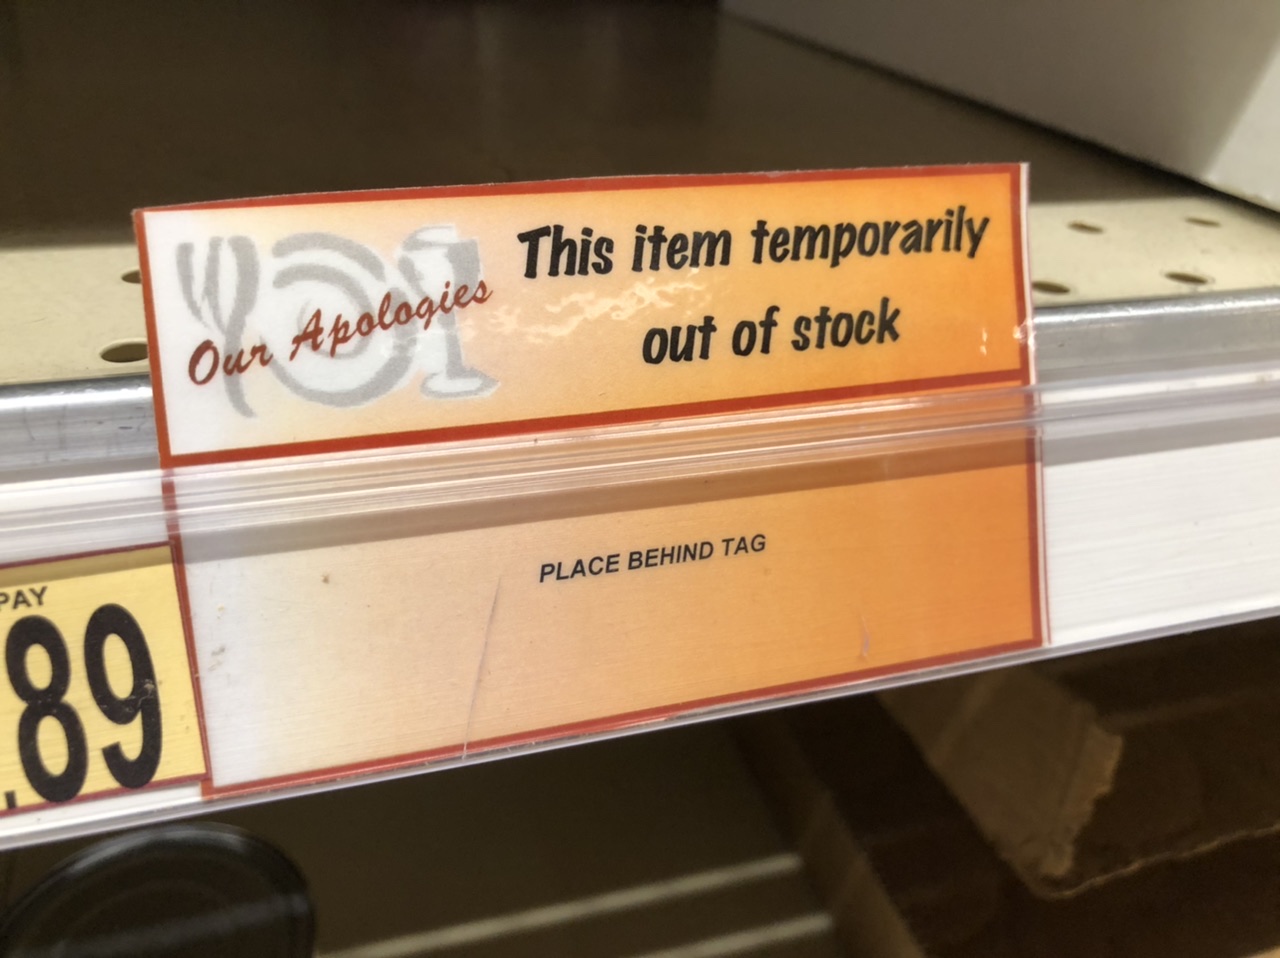 This item temporarily
out of stock
Our Apologies
PLACE BEHIND TAG
PAY
.89